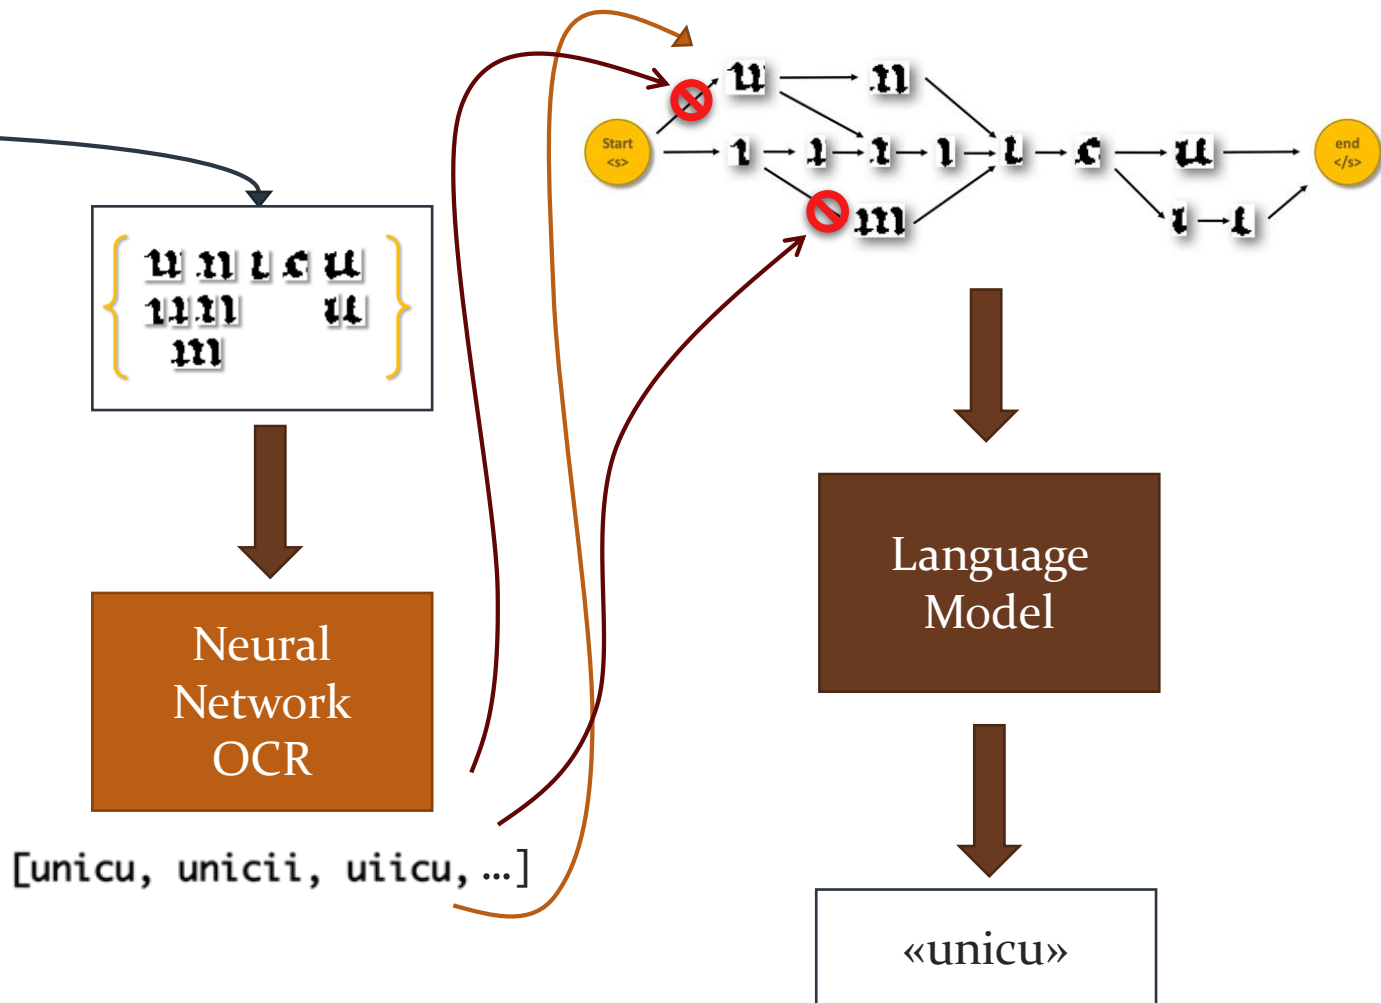 Start
<s>
u n i c u
i i i i i c u
m i i
end
</s>
u n i c u
i i n u
m
Neural
Network
OCR
[unicu, unicii, uiicu, ...]
Language
Model
«unicu»